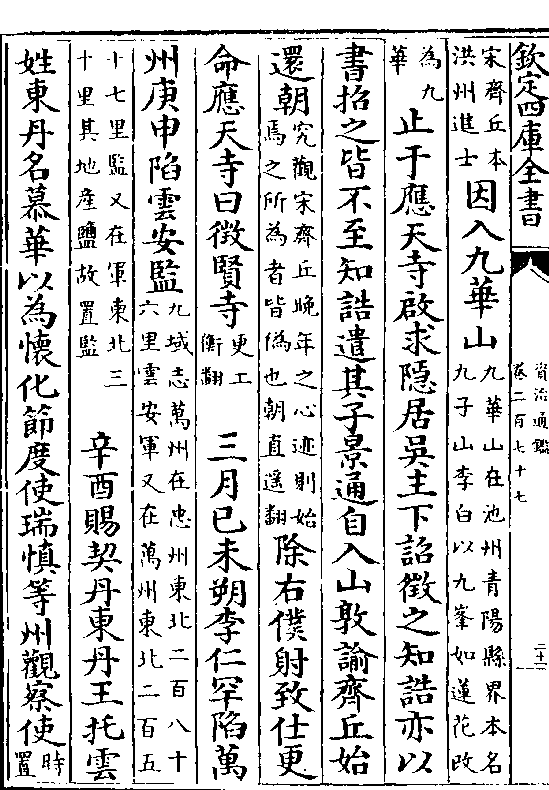 欽定四庫全書
資治通鑑
卷二百七十七
宋齊丘本
洪州進士
因入九華山
九華山在池州青陽縣界本名
九子山李白以九峯如蓮花改
為九
華
止于應天寺啟求隱居吳主下詔徵之知誥亦以
書招之皆不至知誥遣其子景通自入山敦諭齊丘始
還朝
究觀宋齊丘晚年之心迹則始
焉之所為者皆偽也朝直遥翻
除右僕射致仕更
命應天寺曰徵賢寺
更工
衡翻
三月己未朔李仁罕陷萬
州庚申陷雲安監
九域志萬州在忠州東北二百八十
六里雲安軍又在萬州東北二百五
十七里監又在軍東北三
十里其地産鹽故置監
辛酉賜契丹東丹王托雲
姓東丹名慕華以為懷化節度使瑞慎等州觀察使
時
置